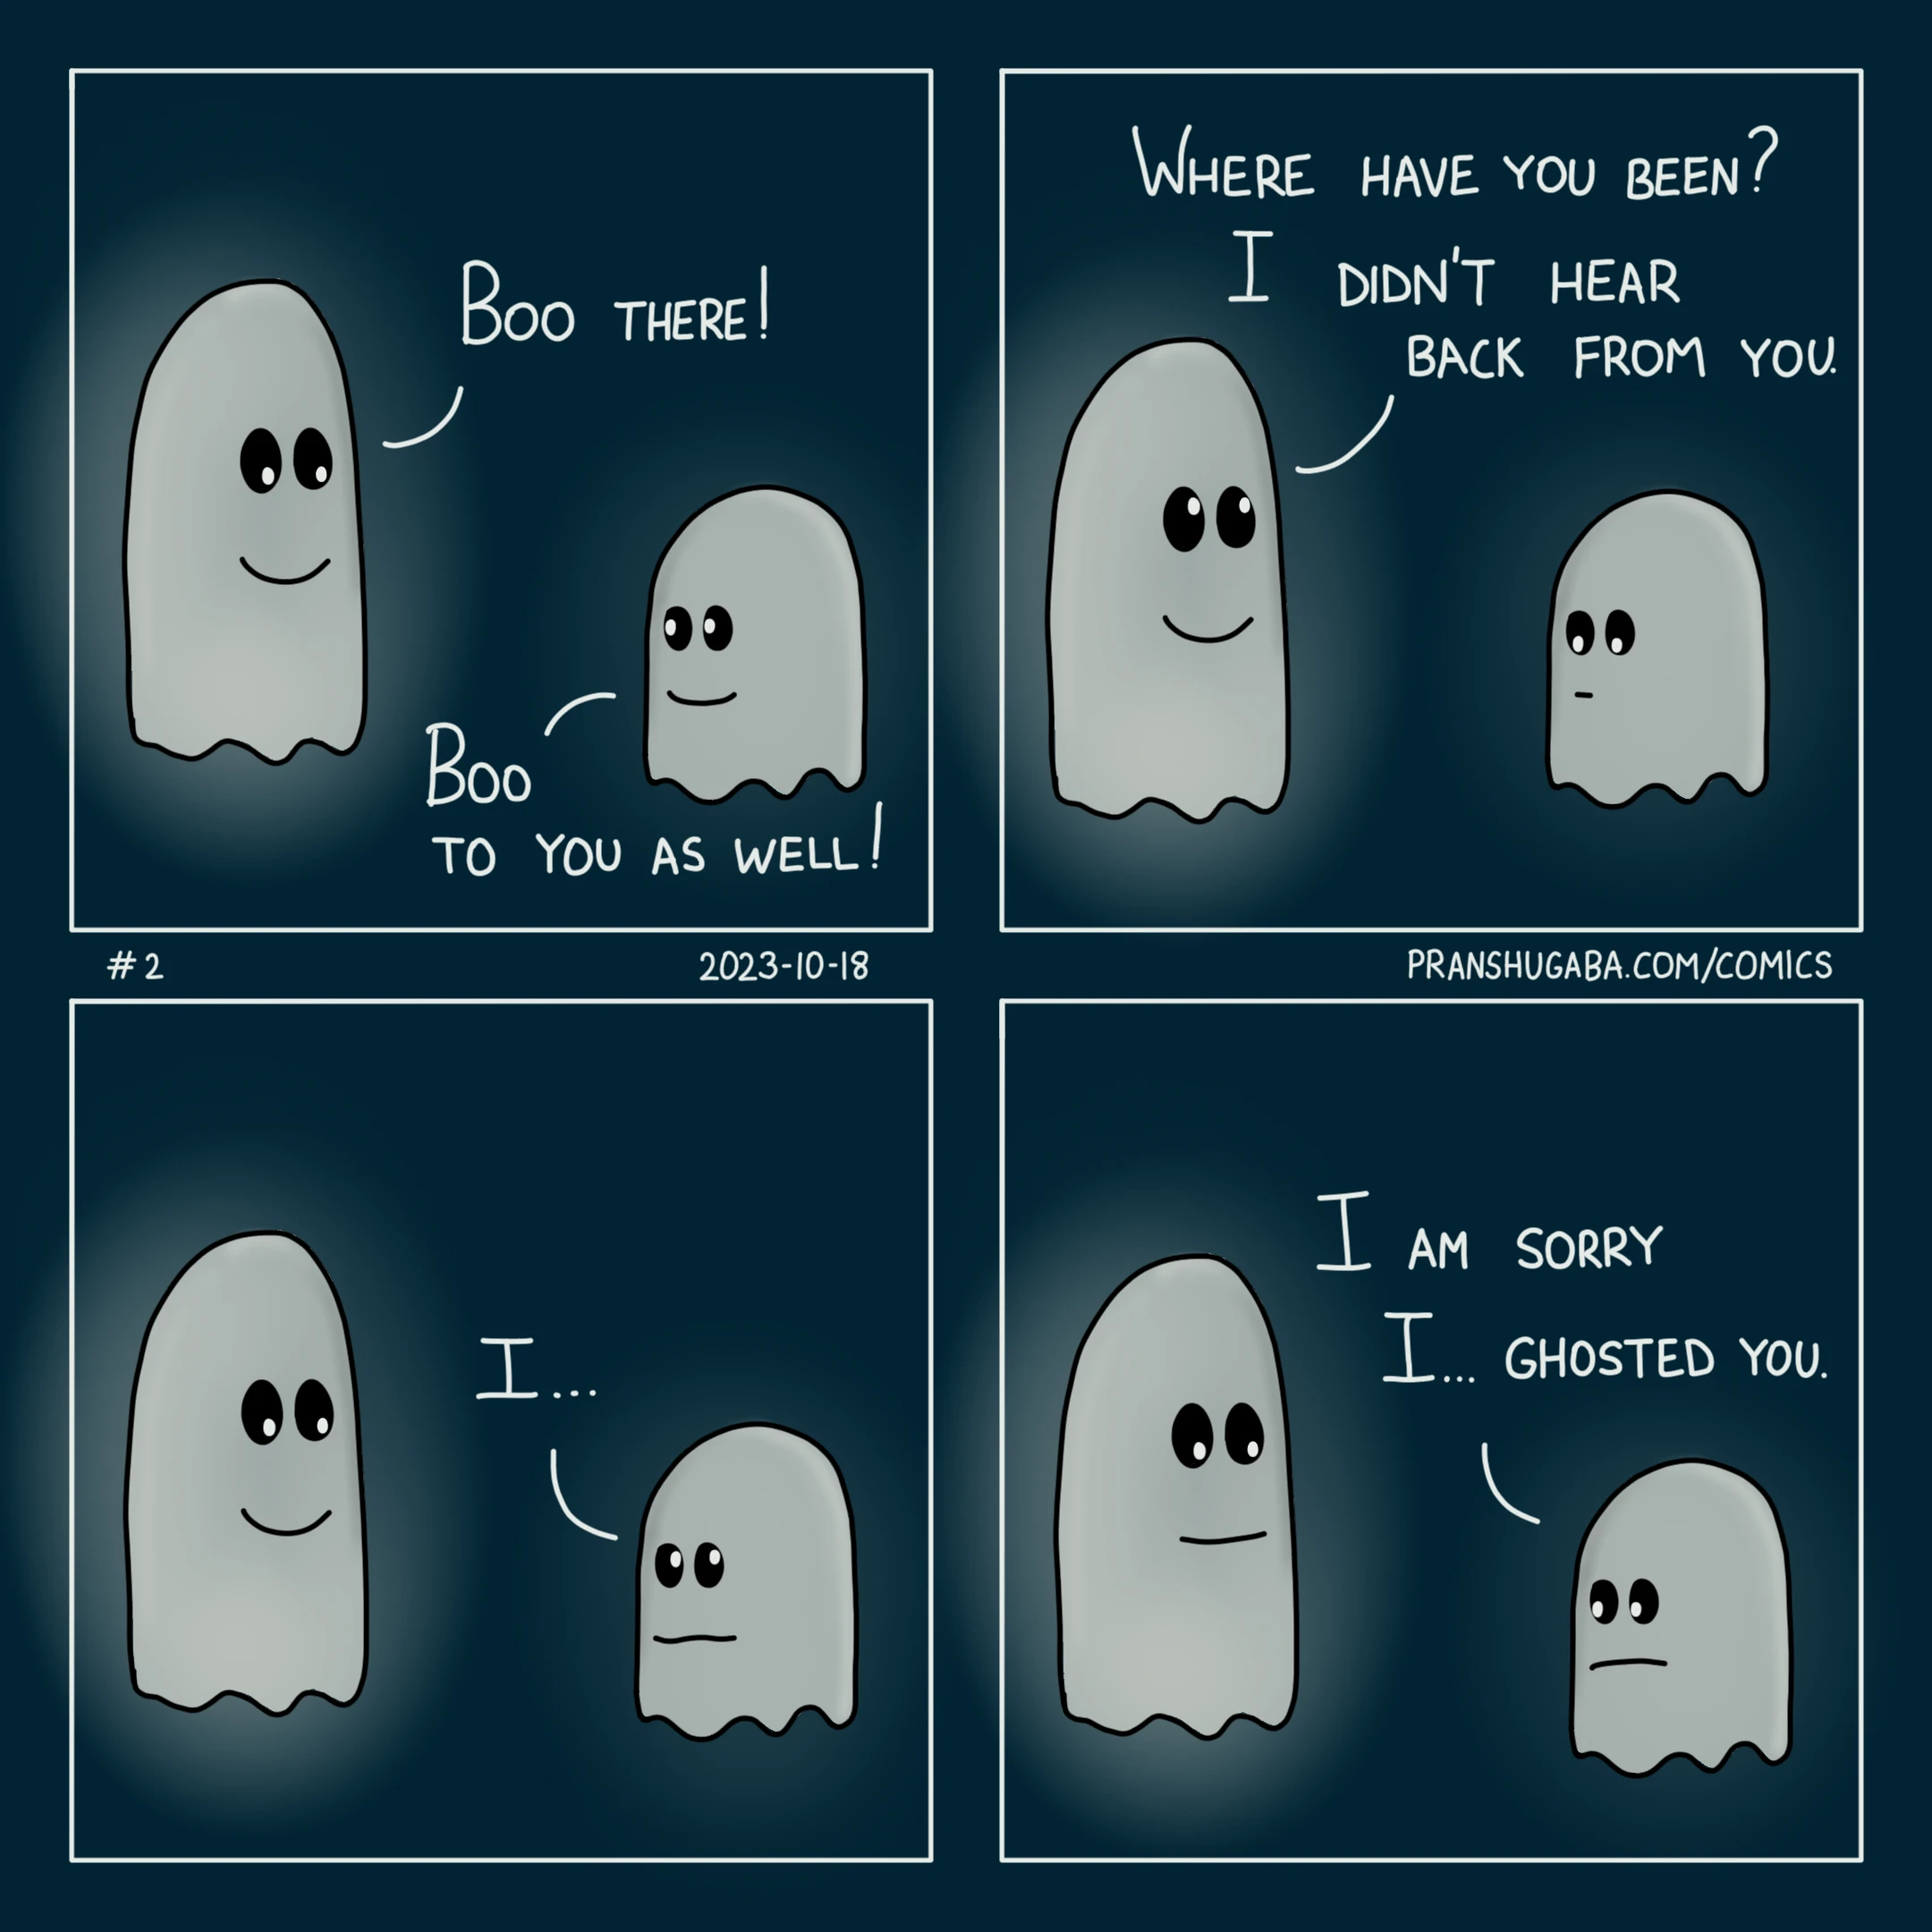 Boo THERE!
Boo
TO YOU AS WELL!
WHERE HAVE YOU BEEN?
I DIDN'T HEAR
BACK FROM YOU.
#2
2023-10-18
PRANSHUGABA.COM/COMICS
I...
I AM SORRY
I... GHOSTED YOU.